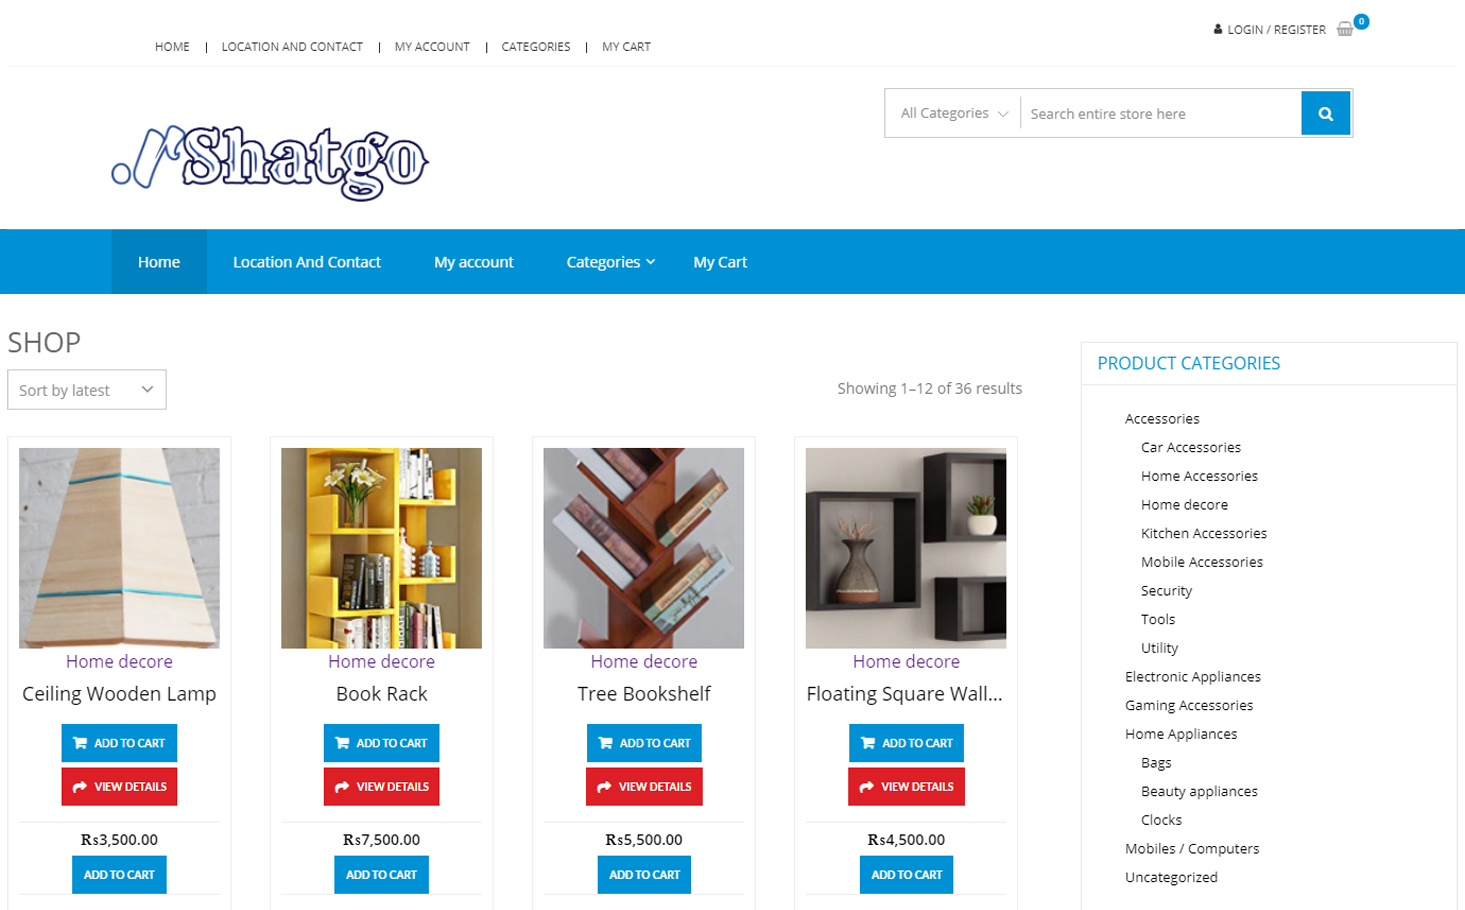 LOGIN / REGISTER 0
HOME | LOCATION AND CONTACT | MY ACCOUNT | CATEGORIES | MY CART
All Categories Search entire store here
Shatgo
Home Location And Contact My account Categories My Cart
SHOP
Sort by latest
Showing 1–12 of 36 results
Home decore
Ceiling Wooden Lamp
ADD TO CART
VIEW DETAILS
Rs3,500.00
ADD TO CART
Home decore
Book Rack
ADD TO CART
VIEW DETAILS
Rs7,500.00
ADD TO CART
Home decore
Tree Bookshelf
ADD TO CART
VIEW DETAILS
Rs5,500.00
ADD TO CART
Home decore
Floating Square Wall...
ADD TO CART
VIEW DETAILS
Rs4,500.00
ADD TO CART
PRODUCT CATEGORIES
Accessories
Car Accessories
Home Accessories
Home decore
Kitchen Accessories
Mobile Accessories
Security
Tools
Utility
Electronic Appliances
Gaming Accessories
Home Appliances
Bags
Beauty appliances
Clocks
Mobiles / Computers
Uncategorized